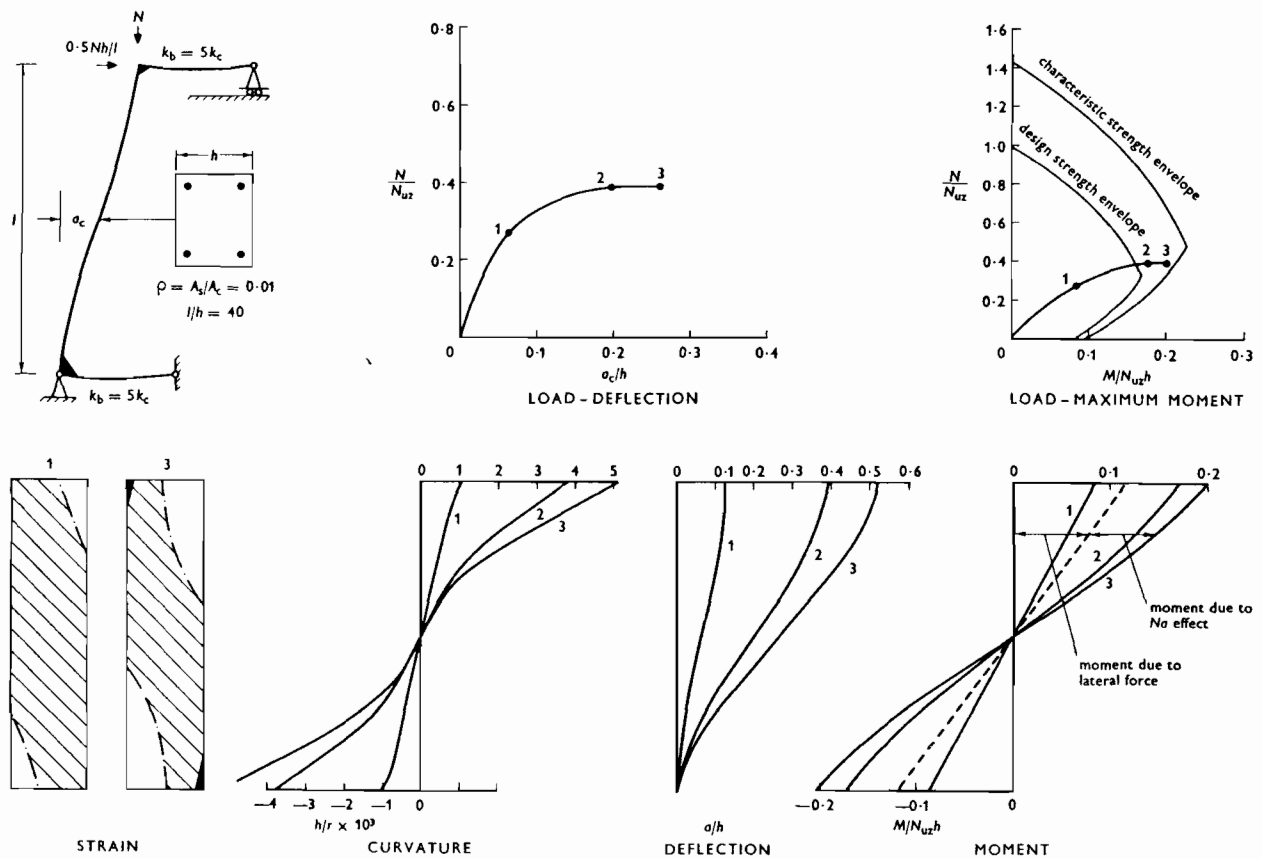 N
0·5Nh/l
k_b = 5k_c
l
h
a_c
ρ = A_s/A_c = 0·01
l/h = 40
k_b = 5k_c
0·8
0·6
N/N_uz
0·4
0·2
0
1
2
3
0·1
0·2
0·3
0·4
a_c/h
LOAD–DEFLECTION
1·6
1·4
1·2
1·0
N/N_uz
0·8
0·6
0·4
0·2
0
characteristic strength envelope
design strength envelope
1
2
3
0·1
0·2
0·3
M/N_uz h
LOAD–MAXIMUM MOMENT
1
3
STRAIN
0
1
2
3
4
5
1
2
3
−4
−3
−2
−1
0
h/r × 10³
CURVATURE
0
0·1
0·2
0·3
0·4
0·5
0·6
1
2
3
a/h
DEFLECTION
0
0·1
0·2
1
2
3
moment due to
Na effect
moment due to
lateral force
−0·2
−0·1
0
M/N_uz h
MOMENT